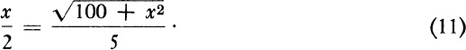 x/2 = √(100 + x²)/5 · (11)